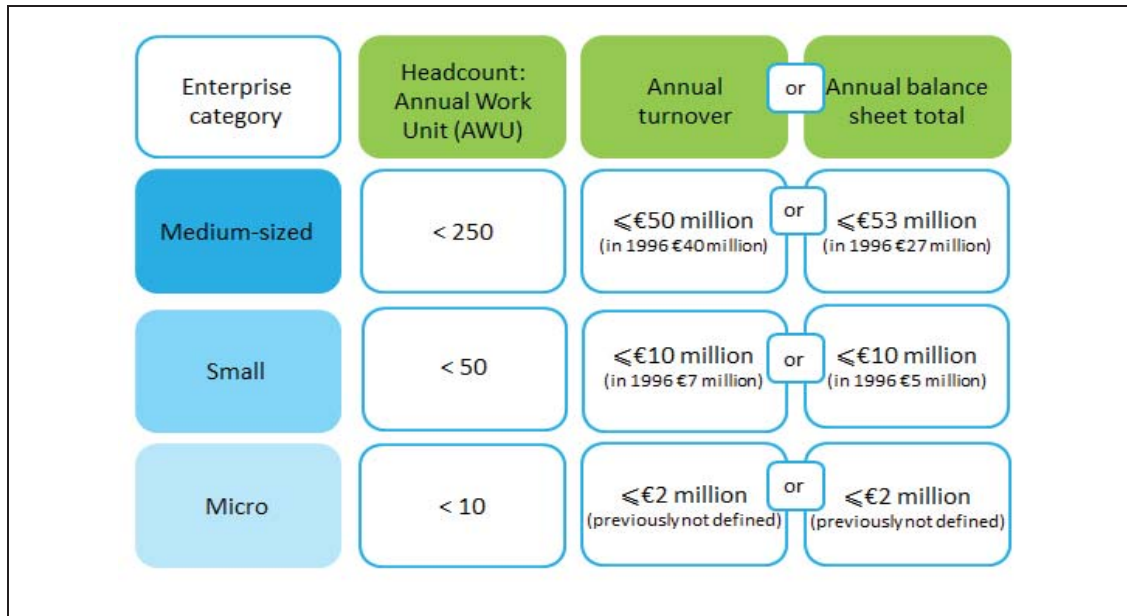 Enterprise
category
Headcount:
Annual Work
Unit (AWU)
Annual
turnover
or
Annual balance
sheet total
Medium-sized
< 250
⩽€50 million
(in 1996 €40 million)
or
⩽€53 million
(in 1996 €27 million)
Small
< 50
⩽€10 million
(in 1996 €7 million)
or
⩽€10 million
(in 1996 €5 million)
Micro
< 10
⩽€2 million
(previously not defined)
or
⩽€2 million
(previously not defined)